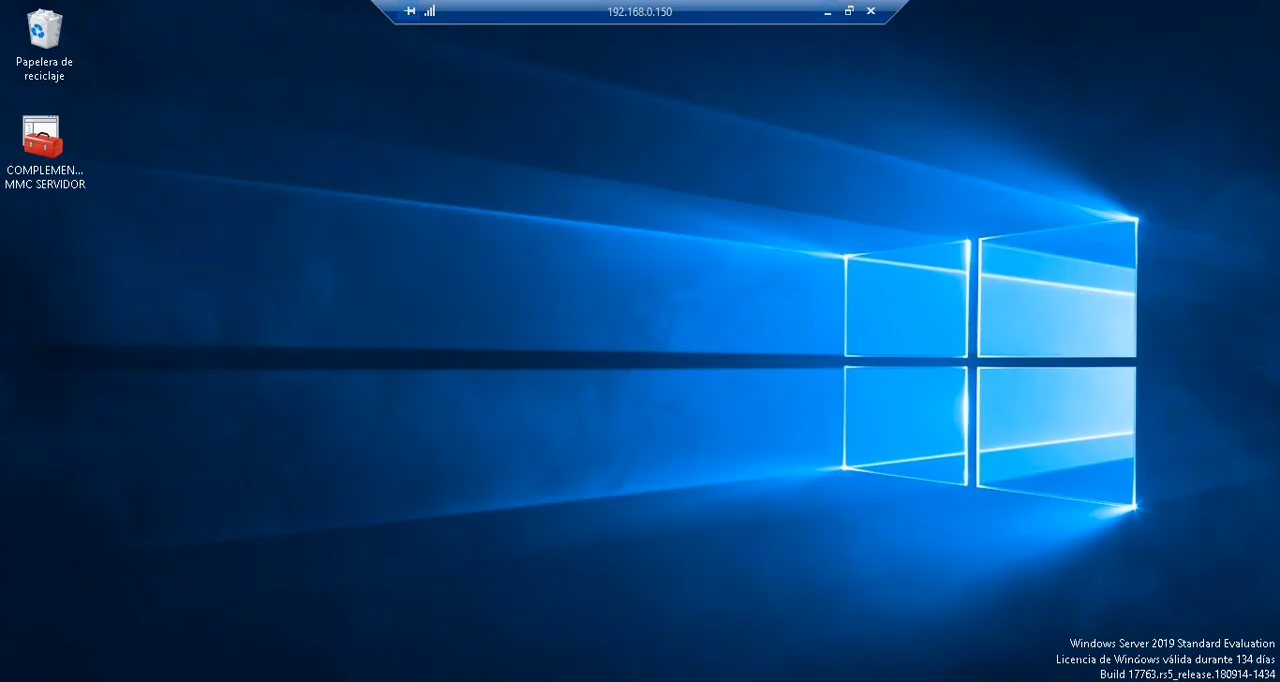 192.168.0.150
Papelera de
reciclaje
COMPLEMEN...
MMC SERVIDOR
Windows Server 2019 Standard Evaluation
Licencia de Windows válida durante 134 días
Build 17763.rs5_release.180914-1434